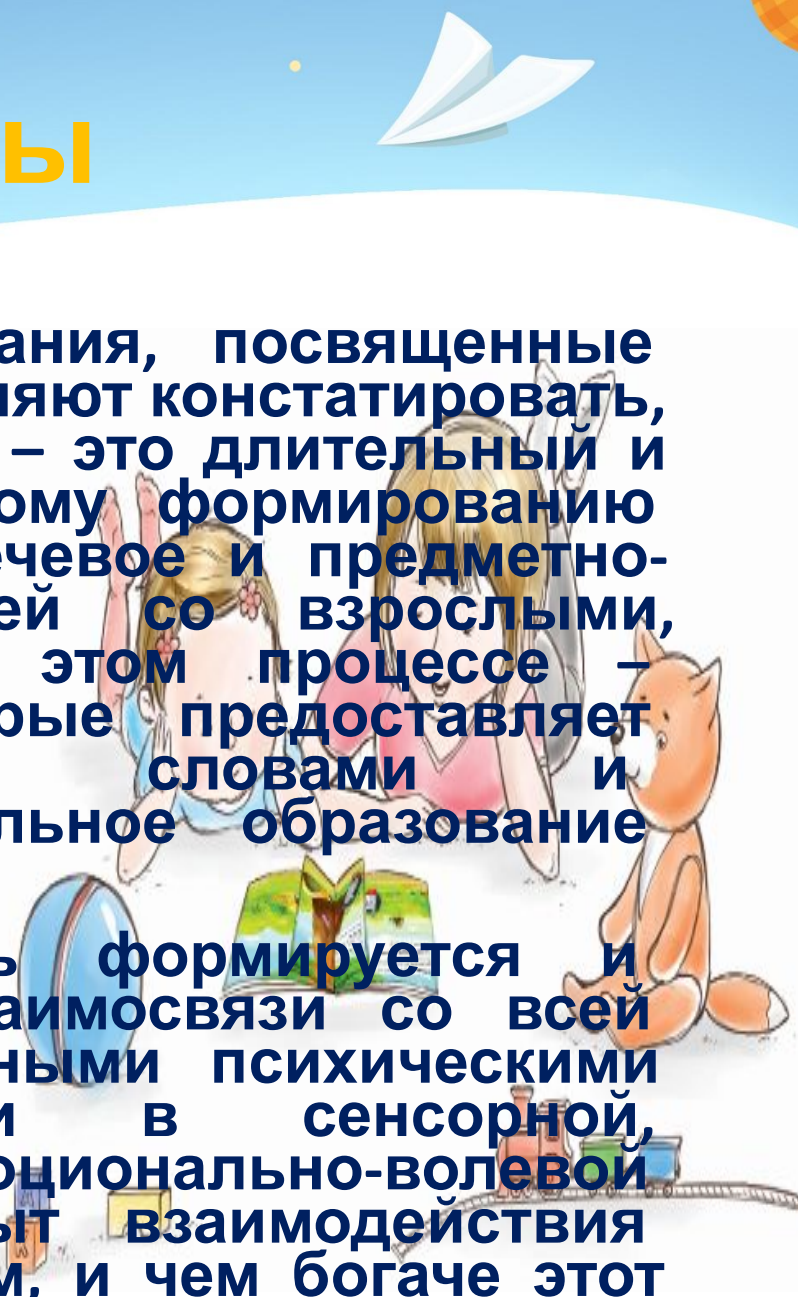 ы
ания, посвященные
ляют констатировать,
– это длительный и
ому формированию
ечевое и предметно-
ей со взрослыми,
этом процессе –
рые предоставляет
словами и
льное образование
ь формируется и
аимосвязи со всей
ными психическими
и в сенсорной,
оционально-волевой
ыт взаимодействия
м, и чем богаче этот